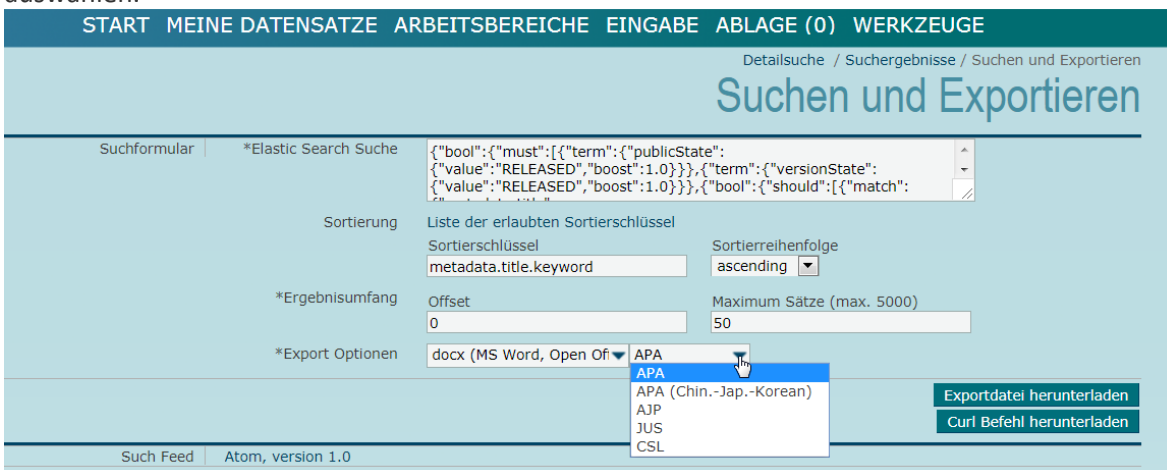 auswählen.
START MEINE DATENSÄTZE ARBEITSBEREICHE EINGABE ABLAGE (0) WERKZEUGE
Detailsuche / Suchergebnisse / Suchen und Exportieren
Suchen und Exportieren
Suchformular *Elastic Search Suche {"bool":{"must":[{"term":{"publicState":
{"value":"RELEASED","boost":1.0}}},{"term":{"versionState":
{"value":"RELEASED","boost":1.0}}},{"bool":{"should":[{"match":
Sortierung Liste der erlaubten Sortierschlüssel
Sortierschlüssel Sortierreihenfolge
metadata.title.keyword ascending
*Ergebnisumfang Offset Maximum Sätze (max. 5000)
0 50
*Export Optionen docx (MS Word, Open Of APA
APA
APA (Chin.-Jap.-Korean)
AJP
JUS
CSL
Exportdatei herunterladen
Curl Befehl herunterladen
Such Feed Atom, version 1.0